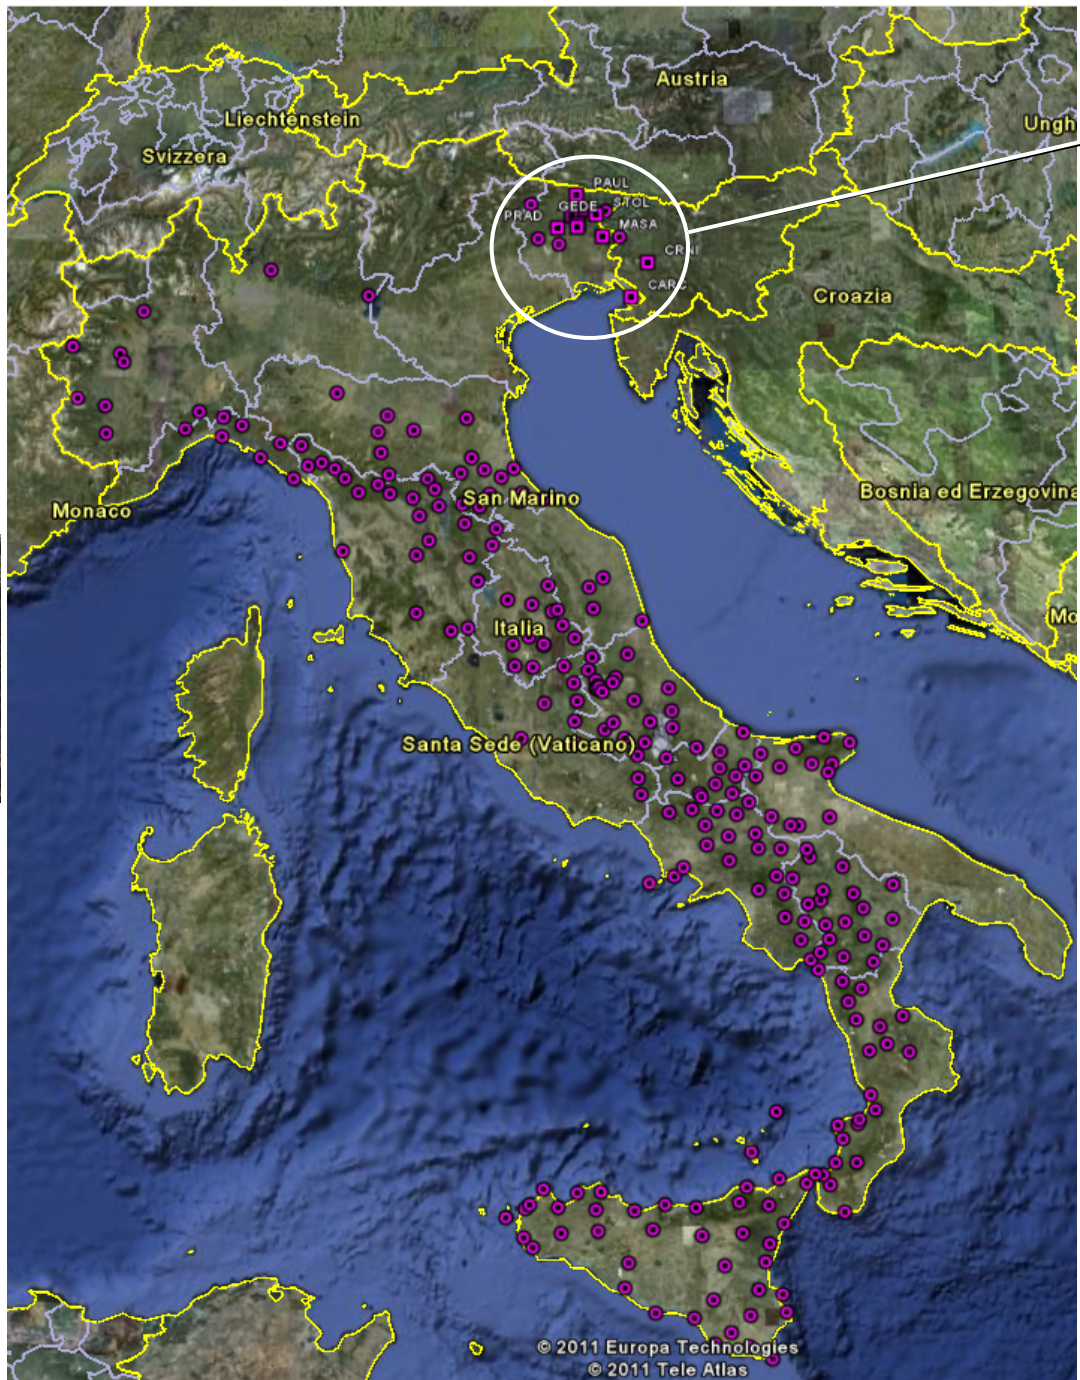 Austria
Liechtenstein
Ungh
Svizzera
PAUL
GEDE
STOL
PRAD
MASA
CRNI
CARC
Croazia
Bosnia ed Erzegovina
San Marino
Monaco
Mo
Italia
Santa Sede (Vaticano)
© 2011 Europa Technologies
© 2011 Tele Atlas